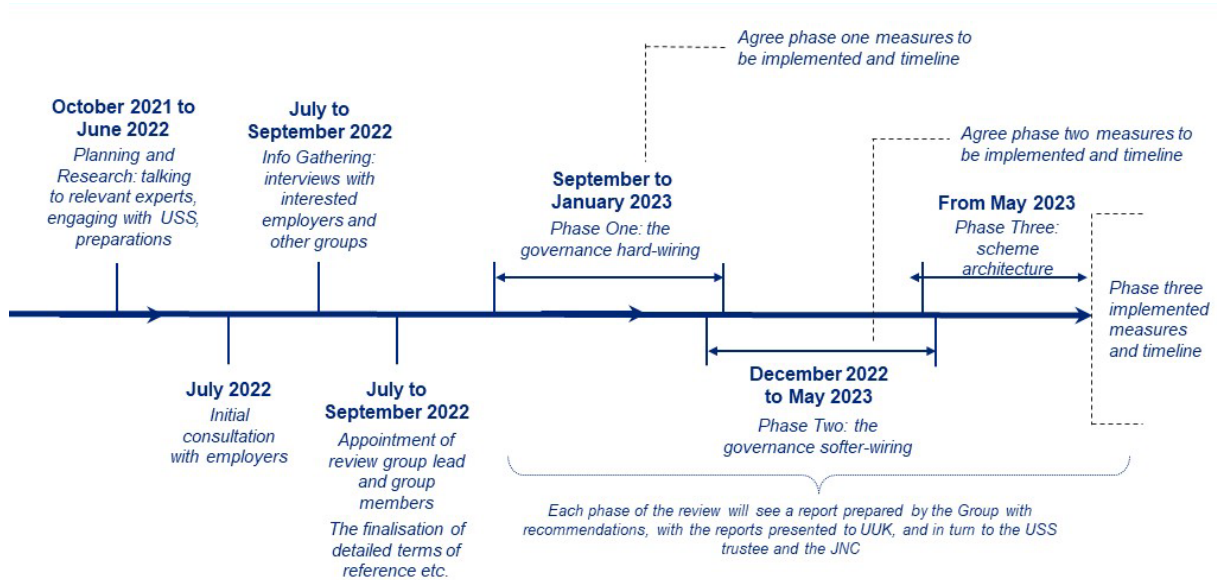 Agree phase one measures to
be implemented and timeline
October 2021 to
June 2022
Planning and
Research: talking
to relevant experts,
engaging with USS,
preparations
July to
September 2022
Info Gathering:
interviews with
interested
employers and
other groups
September to
January 2023
Phase One: the
governance hard-wiring
Agree phase two measures to
be implemented and timeline
From May 2023
Phase Three:
scheme
architecture
Phase three
implemented
measures
and timeline
July 2022
Initial
consultation
with employers
July to
September 2022
Appointment of
review group lead
and group
members
The finalisation of
detailed terms of
reference etc.
December 2022
to May 2023
Phase Two: the
governance softer-wiring
Each phase of the review will see a report prepared by the Group with
recommendations, with the reports presented to UUK, and in turn to the USS
trustee and the JNC